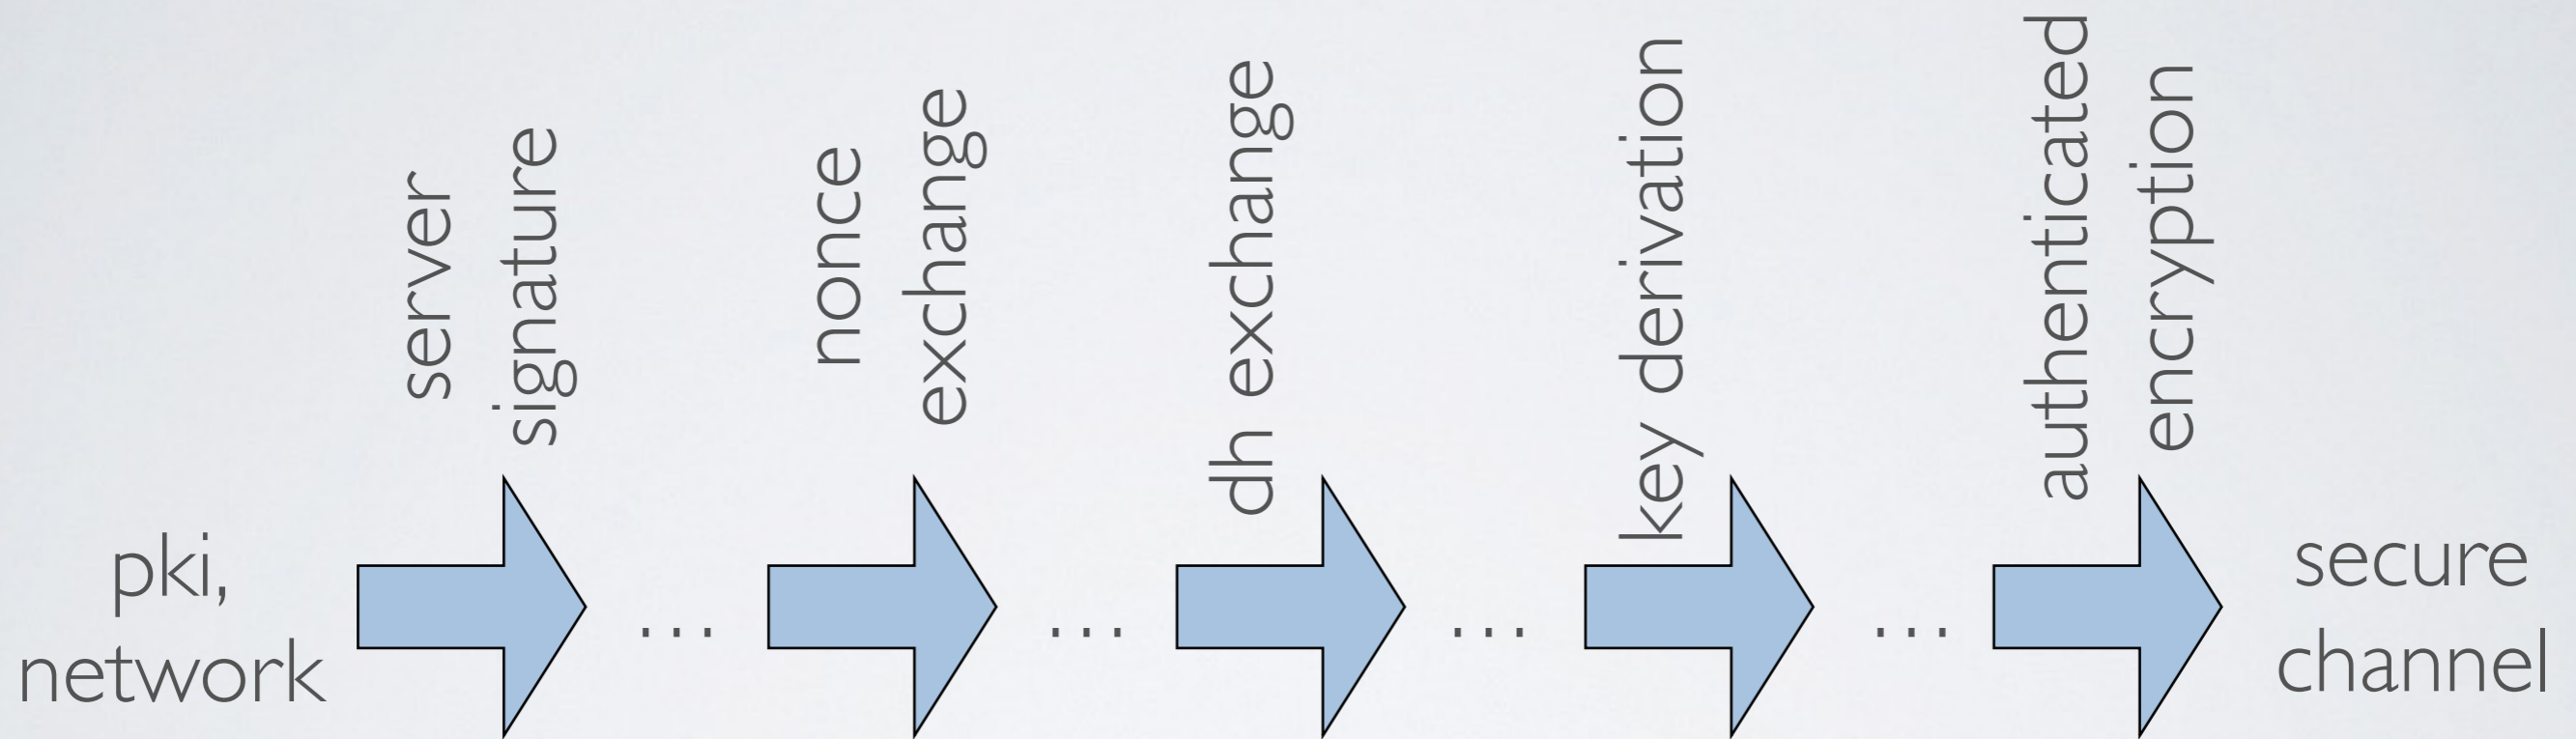 pki,
network
server
signature
...
nonce
exchange
...
dh exchange
...
key derivation
...
authenticated
encryption
secure
channel